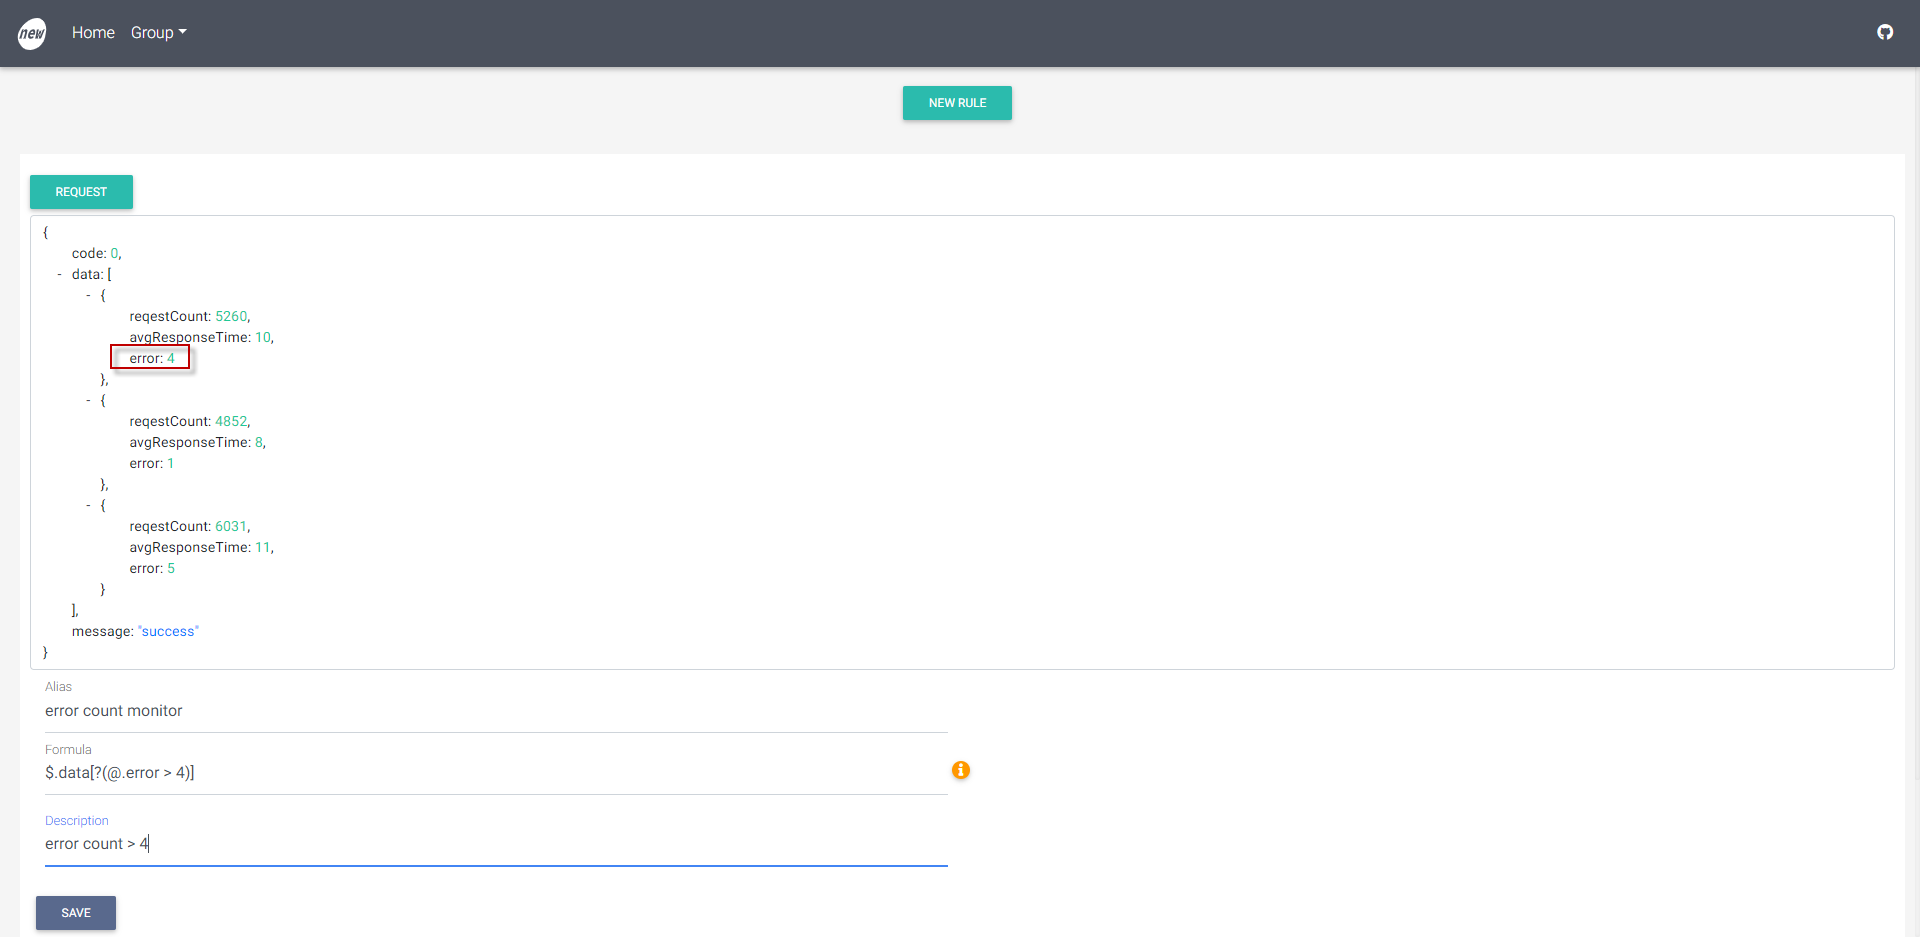 new Home Group
NEW RULE
REQUEST
{
code: 0,
- data: [
- {
reqestCount: 5260,
avgResponseTime: 10,
error: 4
},
- {
reqestCount: 4852,
avgResponseTime: 8,
error: 1
},
- {
reqestCount: 6031,
avgResponseTime: 11,
error: 5
}
],
message: "success"
}
Alias
error count monitor
Formula
$.data[?(@.error > 4)]
Description
error count > 4
SAVE